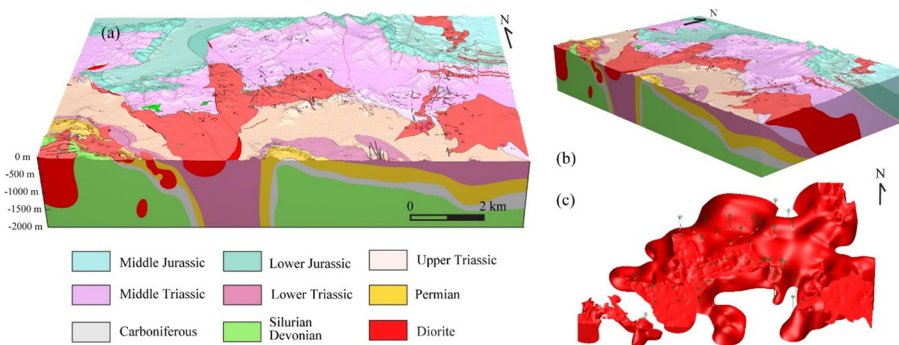 (a)
N
0 m
-500 m
-1000 m
-1500 m
-2000 m
0 2 km
N
(b)
(c)
N
Middle Jurassic
Lower Jurassic
Upper Triassic
Middle Triassic
Lower Triassic
Permian
Carboniferous
Silurian
Devonian
Diorite